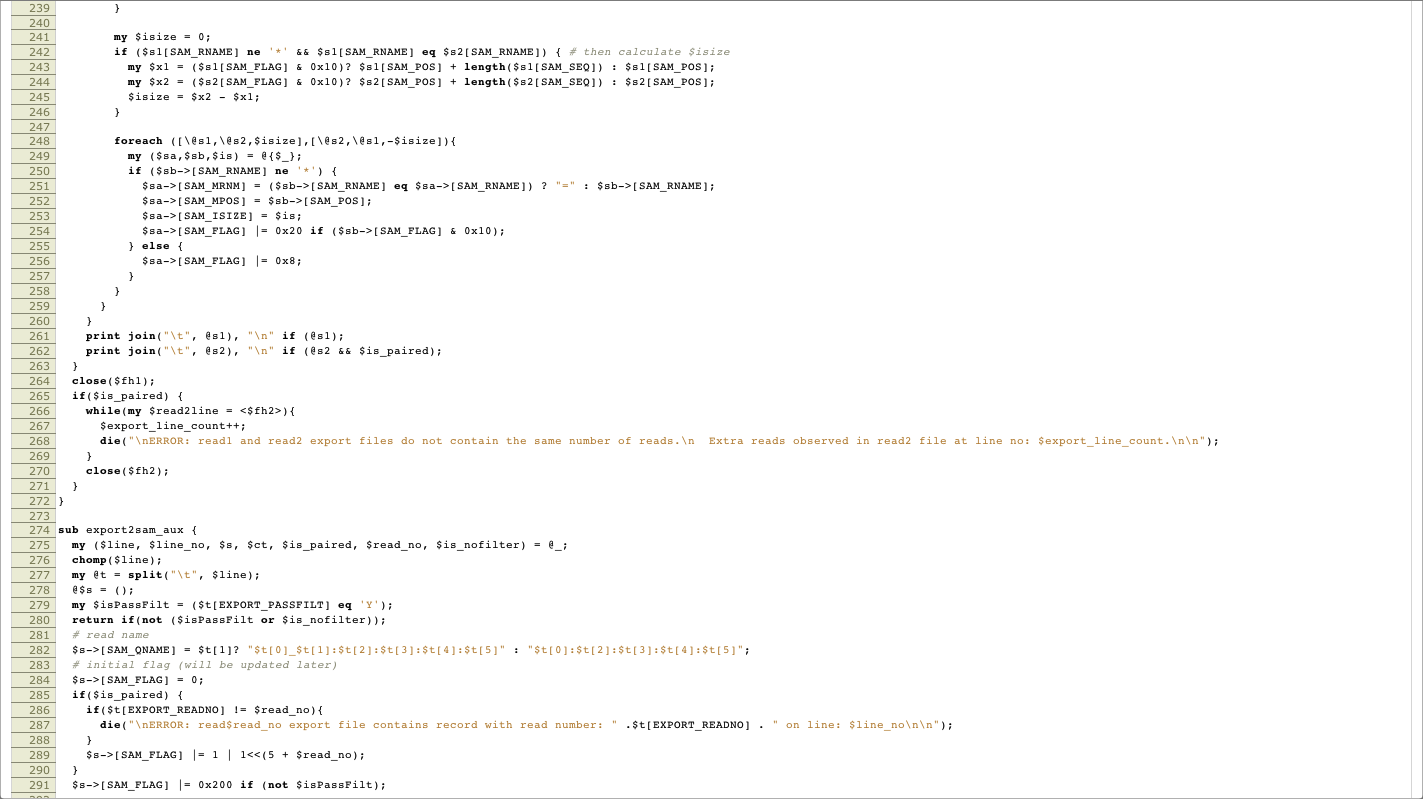 239         }
240
241         my $isize = 0;
242         if ($s1[SAM_RNAME] ne '*' && $s1[SAM_RNAME] eq $s2[SAM_RNAME]) { # then calculate $isize
243           my $x1 = ($s1[SAM_FLAG] & 0x10)? $s1[SAM_POS] + length($s1[SAM_SEQ]) : $s1[SAM_POS];
244           my $x2 = ($s2[SAM_FLAG] & 0x10)? $s2[SAM_POS] + length($s2[SAM_SEQ]) : $s2[SAM_POS];
245           $isize = $x2 - $x1;
246         }
247
248         foreach ([\@s1,\@s2,$isize],[\@s2,\@s1,-$isize]){
249           my ($sa,$sb,$is) = @{$_};
250           if ($sb->[SAM_RNAME] ne '*') {
251             $sa->[SAM_MRNM] = ($sb->[SAM_RNAME] eq $sa->[SAM_RNAME]) ? "=" : $sb->[SAM_RNAME];
252             $sa->[SAM_MPOS] = $sb->[SAM_POS];
253             $sa->[SAM_ISIZE] = $is;
254             $sa->[SAM_FLAG] |= 0x20 if ($sb->[SAM_FLAG] & 0x10);
255           } else {
256             $sa->[SAM_FLAG] |= 0x8;
257           }
258         }
259       }
260     }
261     print join("\t", @s1), "\n" if (@s1);
262     print join("\t", @s2), "\n" if (@s2 && $is_paired);
263   }
264   close($fh1);
265   if($is_paired) {
266     while(my $read2line = <$fh2>){
267       $export_line_count++;
268       die("\nERROR: read1 and read2 export files do not contain the same number of reads.\n  Extra reads observed in read2 file at line no: $export_line_count.\n\n");
269     }
270     close($fh2);
271   }
272 }
273
274 sub export2sam_aux {
275   my ($line, $line_no, $s, $ct, $is_paired, $read_no, $is_nofilter) = @_;
276   chomp($line);
277   my @t = split("\t", $line);
278   @$s = ();
279   my $isPassFilt = ($t[EXPORT_PASSFILT] eq 'Y');
280   return if(not ($isPassFilt or $is_nofilter));
281   # read name
282   $s->[SAM_QNAME] = $t[1]? "$t[0]_$t[1]:$t[2]:$t[3]:$t[4]:$t[5]" : "$t[0]:$t[2]:$t[3]:$t[4]:$t[5]";
283   # initial flag (will be updated later)
284   $s->[SAM_FLAG] = 0;
285   if($is_paired) {
286     if($t[EXPORT_READNO] != $read_no){
287       die("\nERROR: read$read_no export file contains record with read number: " .$t[EXPORT_READNO] . " on line: $line_no\n\n");
288     }
289     $s->[SAM_FLAG] |= 1 | 1<<(5 + $read_no);
290   }
291   $s->[SAM_FLAG] |= 0x200 if (not $isPassFilt);